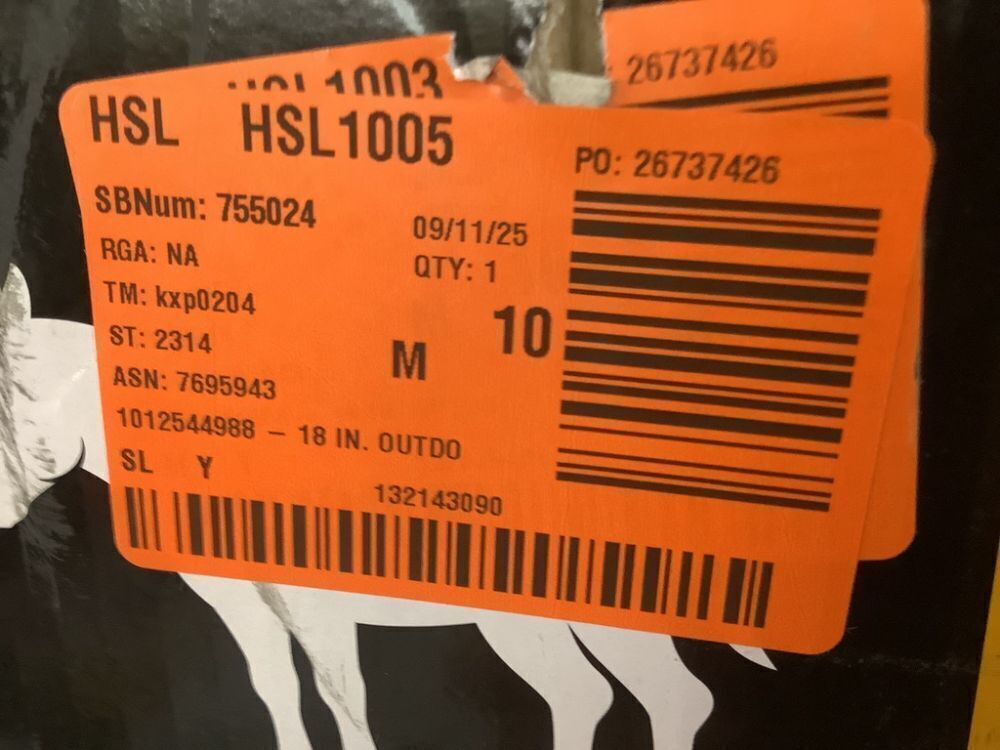 HSL1003
26737426
HSL HSL1005
PO: 26737426
SBNum: 755024
09/11/25
RGA: NA
QTY: 1
TM: kxp0204
10
ST: 2314
M
ASN: 7695943
1012544988 – 18 IN. OUTDO
SL Y
132143090